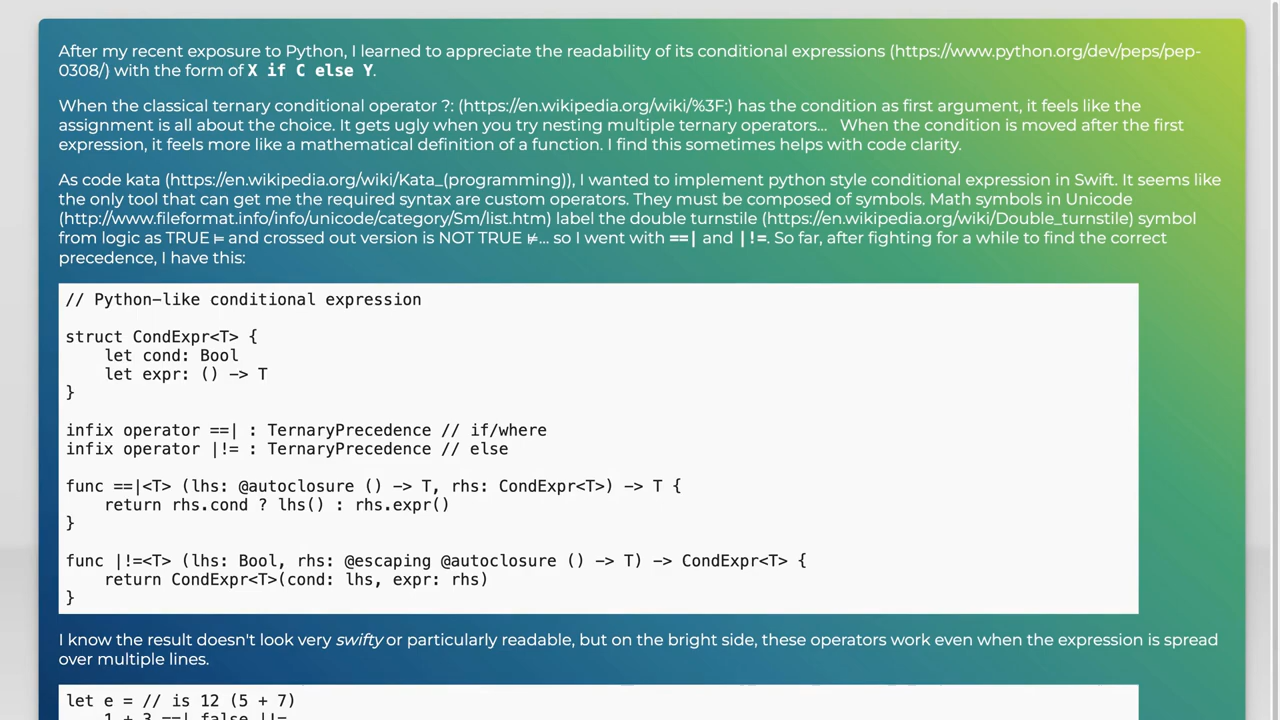 After my recent exposure to Python, I learned to appreciate the readability of its conditional expressions (https://www.python.org/dev/peps/pep-
0308/) with the form of X if C else Y.
When the classical ternary conditional operator ?: (https://en.wikipedia.org/wiki/%3F:) has the condition as first argument, it feels like the
assignment is all about the choice. It gets ugly when you try nesting multiple ternary operators... When the condition is moved after the first
expression, it feels more like a mathematical definition of a function. I find this sometimes helps with code clarity.
As code kata (https://en.wikipedia.org/wiki/Kata_(programming)), I wanted to implement python style conditional expression in Swift. It seems like
the only tool that can get me the required syntax are custom operators. They must be composed of symbols. Math symbols in Unicode
(http://www.fileformat.info/info/unicode/category/Sm/list.htm) label the double turnstile (https://en.wikipedia.org/wiki/Double_turnstile) symbol
from logic as TRUE ⊨ and crossed out version is NOT TRUE ⊭... so I went with ==| and |!=. So far, after fighting for a while to find the correct
precedence, I have this:
// Python-like conditional expression
struct CondExpr<T> {
    let cond: Bool
    let expr: () -> T
}
infix operator ==| : TernaryPrecedence // if/where
infix operator |!= : TernaryPrecedence // else
func ==|<T> (lhs: @autoclosure () -> T, rhs: CondExpr<T>) -> T {
    return rhs.cond ? lhs() : rhs.expr()
}
func |!=<T> (lhs: Bool, rhs: @escaping @autoclosure () -> T) -> CondExpr<T> {
    return CondExpr<T>(cond: lhs, expr: rhs)
}
I know the result doesn't look very swifty or particularly readable, but on the bright side, these operators work even when the expression is spread
over multiple lines.
let e = // is 12 (5 + 7)
    1 + 3 ==| false |!=